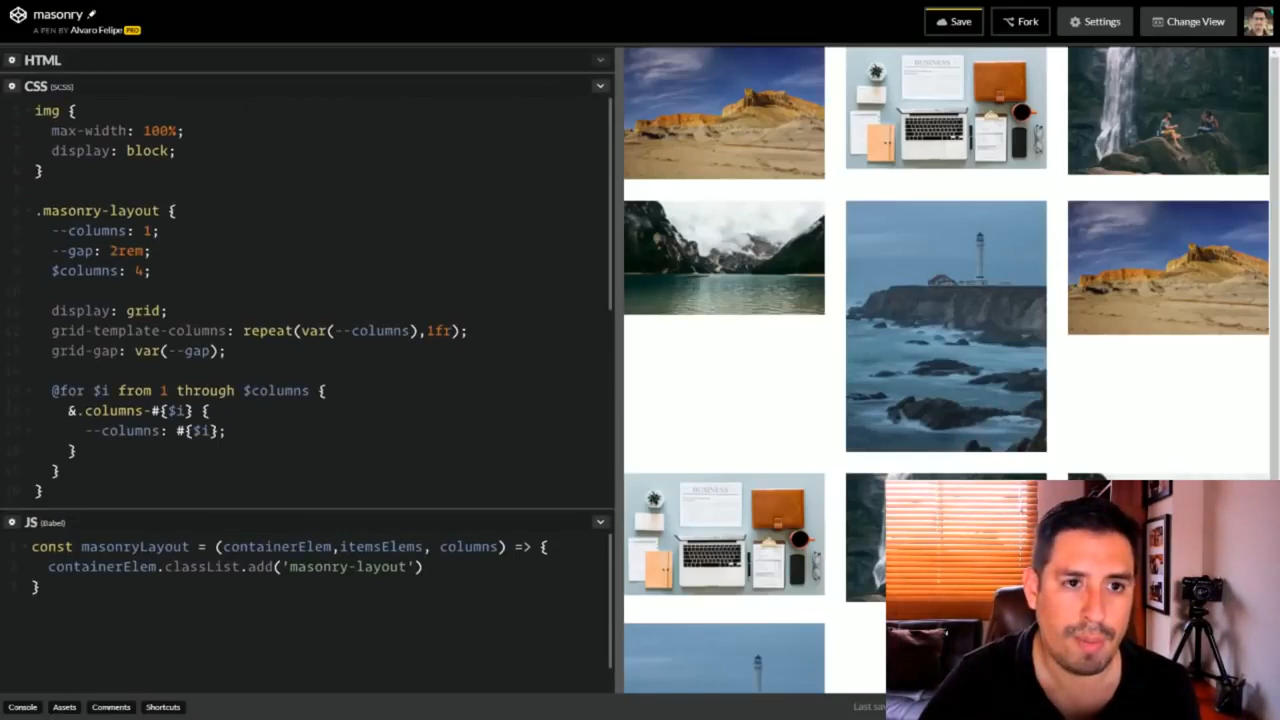 masonry
A PEN BY Alvaro Felipe PRO
Save
Fork
Settings
Change View
HTML
CSS (SCSS)
img {
max-width: 100%;
display: block;
}
.masonry-layout {
--columns: 1;
--gap: 2rem;
$columns: 4;
display: grid;
grid-template-columns: repeat(var(--columns),1fr);
grid-gap: var(--gap);
@for $i from 1 through $columns {
&.columns-#{$i} {
--columns: #{$i};
}
}
}
JS (Babel)
const masonryLayout = (containerElem,itemsElems, columns) => {
containerElem.classList.add('masonry-layout')
}
BUSINESS
BUSINESS
Console
Assets
Comments
Shortcuts
Last